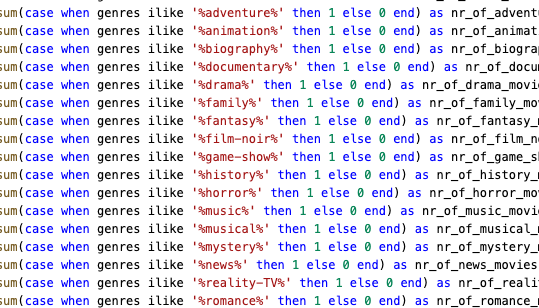 sum(case when genres ilike '%adventure%' then 1 else 0 end) as nr_of_advent
sum(case when genres ilike '%animation%' then 1 else 0 end) as nr_of_animat
sum(case when genres ilike '%biography%' then 1 else 0 end) as nr_of_biogra
sum(case when genres ilike '%documentary%' then 1 else 0 end) as nr_of_docu
sum(case when genres ilike '%drama%' then 1 else 0 end) as nr_of_drama_movi
sum(case when genres ilike '%family%' then 1 else 0 end) as nr_of_family_mo
sum(case when genres ilike '%fantasy%' then 1 else 0 end) as nr_of_fantasy_
sum(case when genres ilike '%film-noir%' then 1 else 0 end) as nr_of_film_n
sum(case when genres ilike '%game-show%' then 1 else 0 end) as nr_of_game_s
sum(case when genres ilike '%history%' then 1 else 0 end) as nr_of_history_
sum(case when genres ilike '%horror%' then 1 else 0 end) as nr_of_horror_mo
sum(case when genres ilike '%music%' then 1 else 0 end) as nr_of_music_movi
sum(case when genres ilike '%musical%' then 1 else 0 end) as nr_of_musical_
sum(case when genres ilike '%mystery%' then 1 else 0 end) as nr_of_mystery_
sum(case when genres ilike '%news%' then 1 else 0 end) as nr_of_news_movies
sum(case when genres ilike '%reality-TV%' then 1 else 0 end) as nr_of_reali
sum(case when genres ilike '%romance%' then 1 else 0 end) as nr_of_romance_